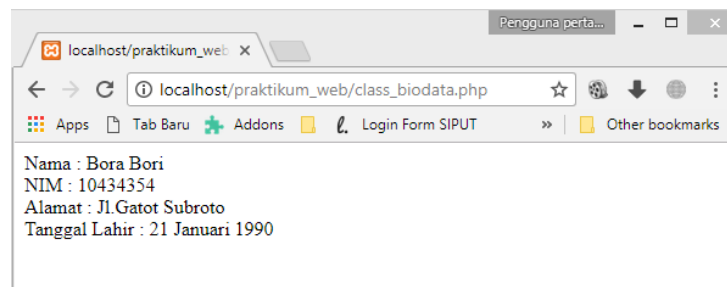 Pengguna perta...
localhost/praktikum_web
localhost/praktikum_web/class_biodata.php
Apps Tab Baru Addons Login Form SIPUT » Other bookmarks
Nama : Bora Bori
NIM : 10434354
Alamat : Jl.Gatot Subroto
Tanggal Lahir : 21 Januari 1990